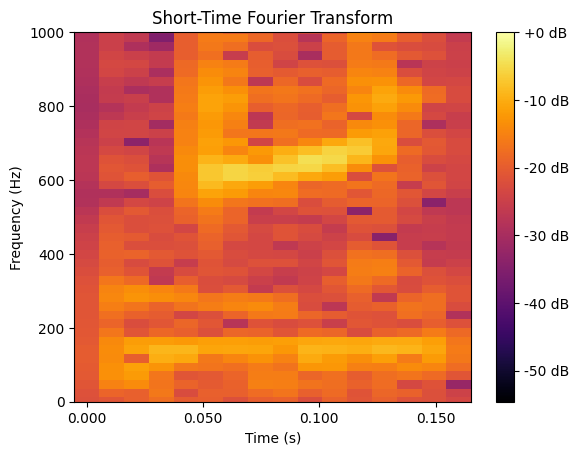 Short-Time Fourier Transform
Frequency (Hz)
1000
800
600
400
200
0
0.000 0.050 0.100 0.150
Time (s)
+0 dB
-10 dB
-20 dB
-30 dB
-40 dB
-50 dB